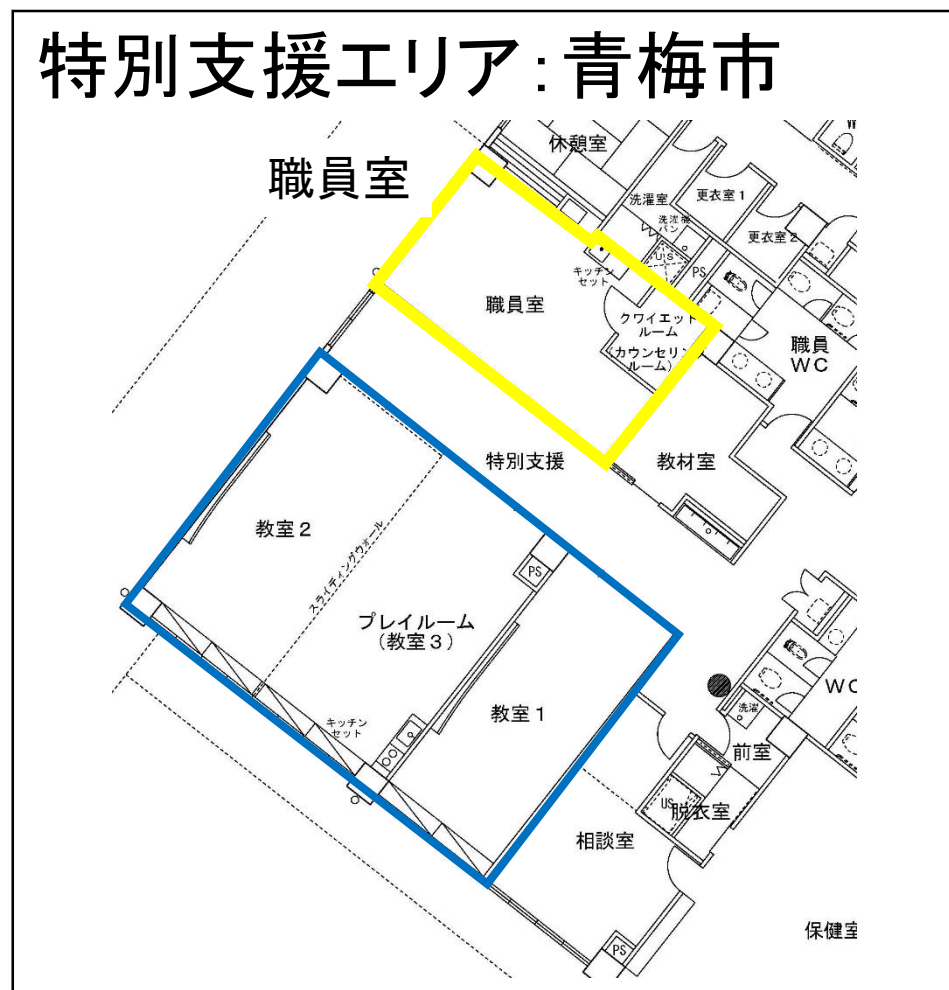 特別支援エリア：青梅市
職員室
休憩室
洗濯室
洗濯機
パン
更衣室1
更衣室2
W
US
PS
キッチン
セット
職員室
クワイエット
ルーム
(カウンセリング
ルーム)
職員
WC
特別支援
教材室
教室2
スライディングウォール
PS
プレイルーム
(教室3)
教室1
キッチン
セット
WC
洗濯
前室
US
脱衣室
相談室
保健室
PS